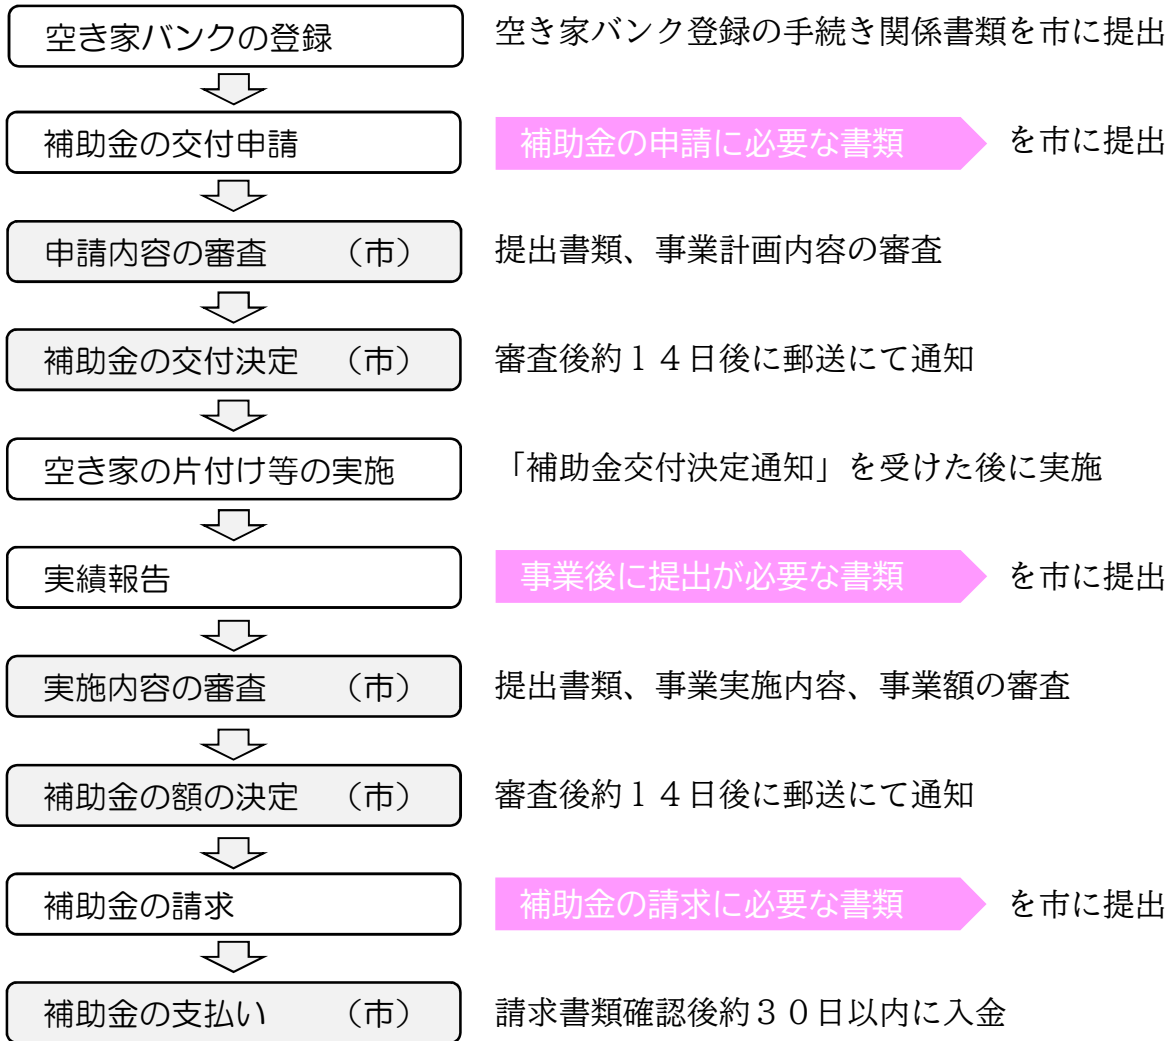 空き家バンクの登録　空き家バンク登録の手続き関係書類を市に提出
補助金の交付申請　補助金の申請に必要な書類　を市に提出
申請内容の審査　（市）　提出書類、事業計画内容の審査
補助金の交付決定　（市）　審査後約１４日後に郵送にて通知
空き家の片付け等の実施　「補助金交付決定通知」を受けた後に実施
実績報告　事業後に提出が必要な書類　を市に提出
実施内容の審査　（市）　提出書類、事業実施内容、事業額の審査
補助金の額の決定　（市）　審査後約１４日後に郵送にて通知
補助金の請求　補助金の請求に必要な書類　を市に提出
補助金の支払い　（市）　請求書類確認後約３０日以内に入金